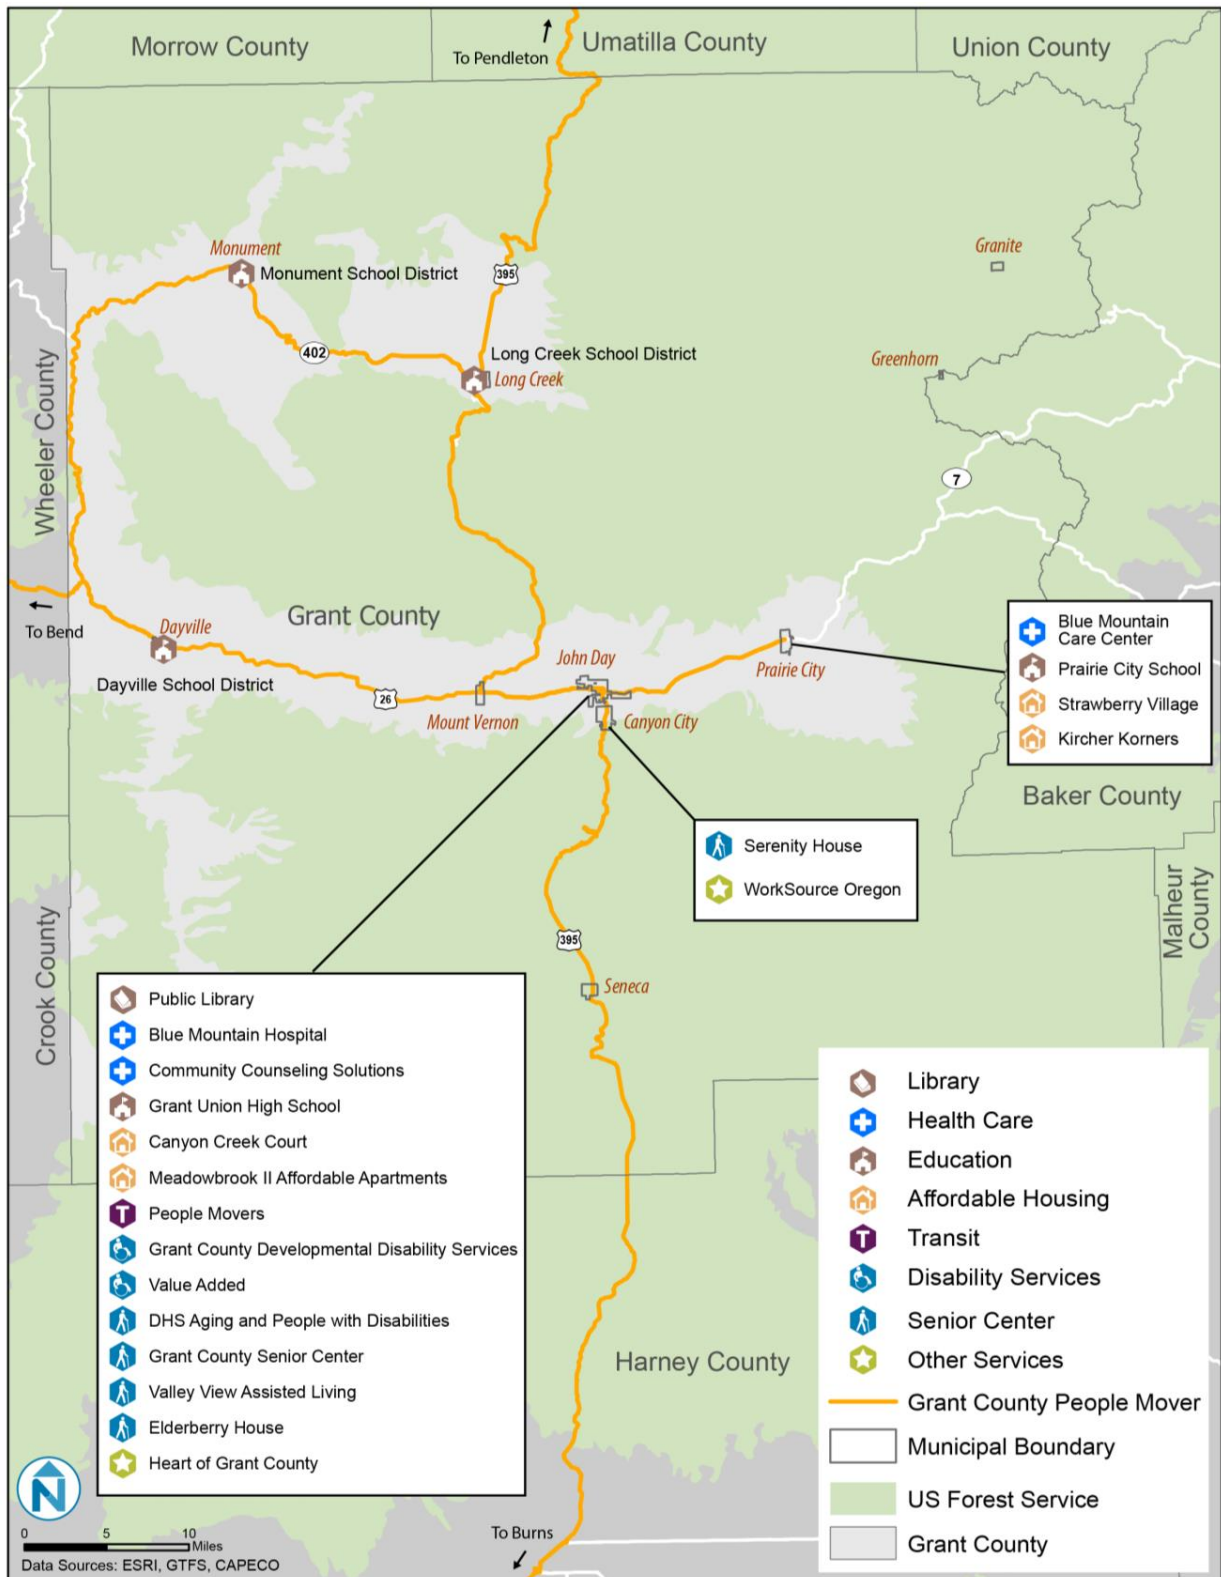 Morrow County
Umatilla County
Union County
To Pendleton
Monument
Monument School District
Granite
395
402
Long Creek School District
Long Creek
Greenhorn
Wheeler County
7
Grant County
To Bend
Dayville
Dayville School District
John Day
Prairie City
26
Mount Vernon
Canyon City
Blue Mountain
Care Center
Prairie City School
Strawberry Village
Kircher Korners
Baker County
Serenity House
WorkSource Oregon
Malheur
County
Crook County
395
Seneca
Public Library
Blue Mountain Hospital
Community Counseling Solutions
Grant Union High School
Canyon Creek Court
Meadowbrook II Affordable Apartments
T People Movers
Grant County Developmental Disability Services
Value Added
DHS Aging and People with Disabilities
Grant County Senior Center
Valley View Assisted Living
Elderberry House
Heart of Grant County
Library
Health Care
Education
Affordable Housing
T Transit
Disability Services
Senior Center
Other Services
Grant County People Mover
Municipal Boundary
US Forest Service
Grant County
Harney County
N
To Burns
0 5 10
Miles
Data Sources: ESRI, GTFS, CAPECO